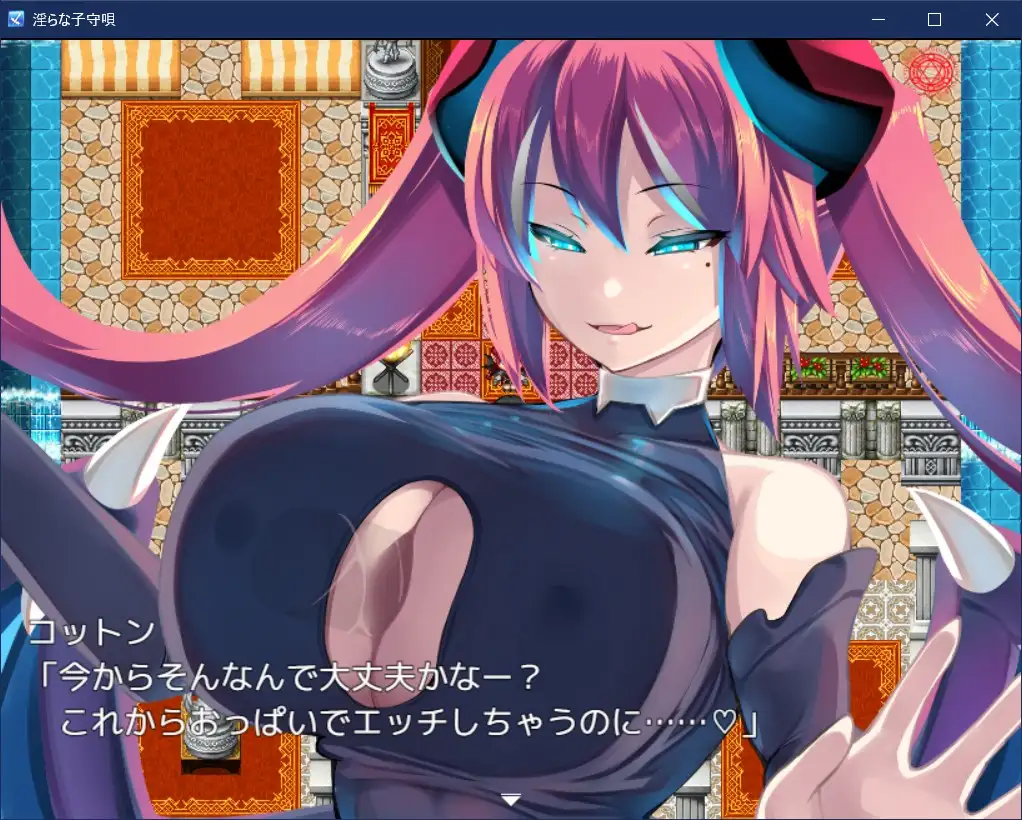 淫らな子守唄
コットン
「今からそんなんで大丈夫かなー？
これからおっぱいでエッチしちゃうのに……♡」